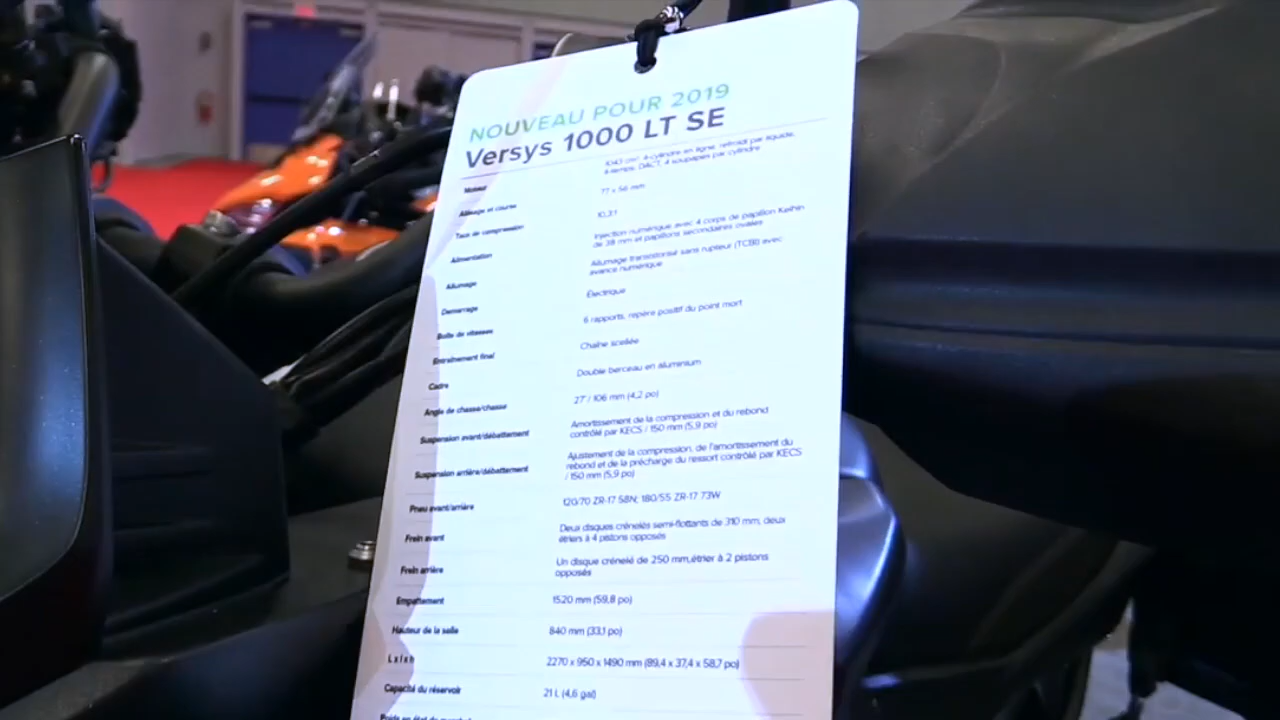 NOUVEAU POUR 2019
Versys 1000 LT SE
Moteur
1043 cm³, 4-cylindre en ligne, refroidi par liquide,
4-temps, DACT, 4 soupapes par cylindre
Alésage et course
77 x 56 mm
Taux de compression
10,3:1
Alimentation
Injection numérique avec 4 corps de papillon Keihin
de 38 mm et papillons secondaires ovales
Allumage
Allumage transistorisé sans rupteur (TCBI) avec
avance numérique
Démarrage
Électrique
Boîte de vitesses
6 rapports, repère positif du point mort
Entraînement final
Chaîne scellée
Cadre
Double berceau en aluminium
Angle de chasse/chasse
27˚/ 106 mm (4,2 po)
Suspension avant/débattement
Amortissement de la compression et du rebond
contrôlé par KECS / 150 mm (5,9 po)
Suspension arrière/débattement
Ajustement de la compression, de l'amortissement du
rebond et de la précharge du ressort contrôlé par KECS
/ 150 mm (5,9 po)
Pneu avant/arrière
120/70 ZR-17 58N; 180/55 ZR-17 73W
Frein avant
Deux disques crénelés semi-flottants de 310 mm, deux
étriers à 4 pistons opposés
Frein arrière
Un disque crénelé de 250 mm,étrier à 2 pistons
opposés
Empattement
1520 mm (59,8 po)
Hauteur de la selle
840 mm (33,1 po)
L x l x h
2270 x 950 x 1490 mm (89,4 x 37,4 x 58,7 po)
Capacité du réservoir
21 L (4,6 gal)
Poids en état de